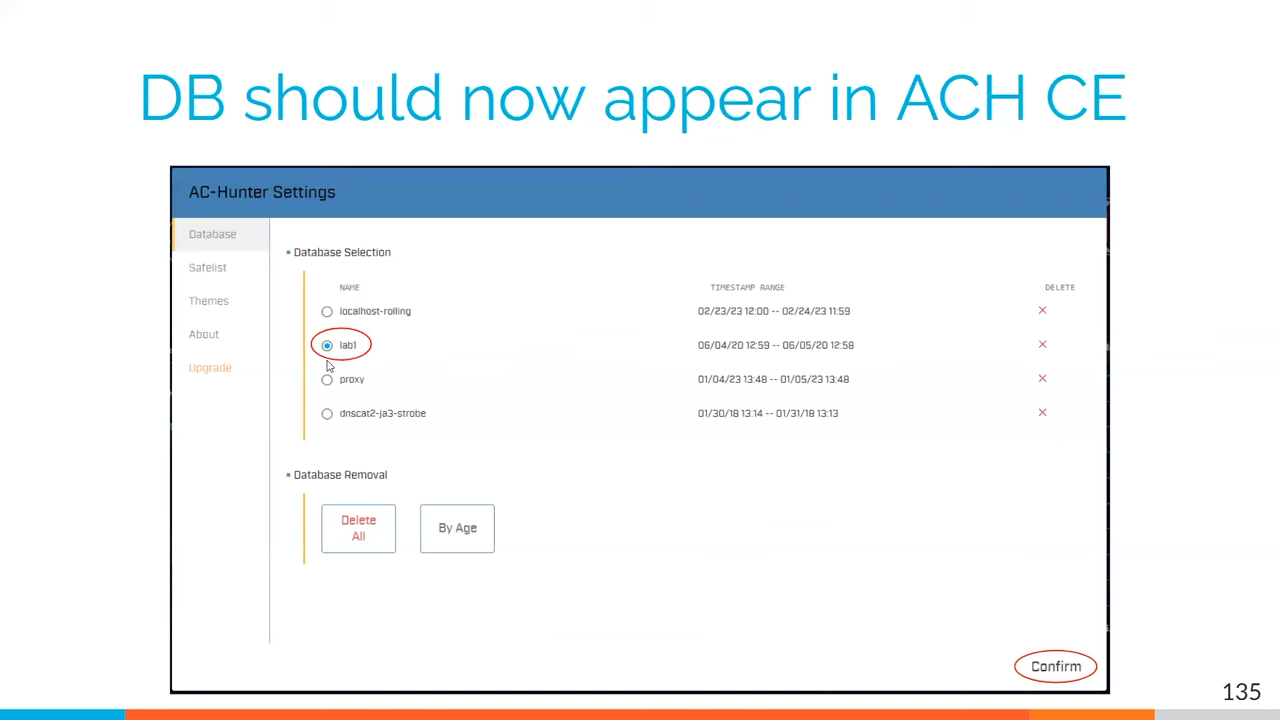 DB should now appear in ACH CE
AC-Hunter Settings
Database
Safelist
Themes
About
Upgrade
Database Selection
NAME TIMESTAMP RANGE DELETE
localhost-rolling 02/23/23 12:00 -- 02/24/23 11:59
lab1 06/04/20 12:59 -- 06/05/20 12:58
proxy 01/04/23 13:48 -- 01/05/23 13:48
dnscat2-ja3-strobe 01/30/18 13:14 -- 01/31/18 13:13
Database Removal
Delete
All
By Age
Confirm
135